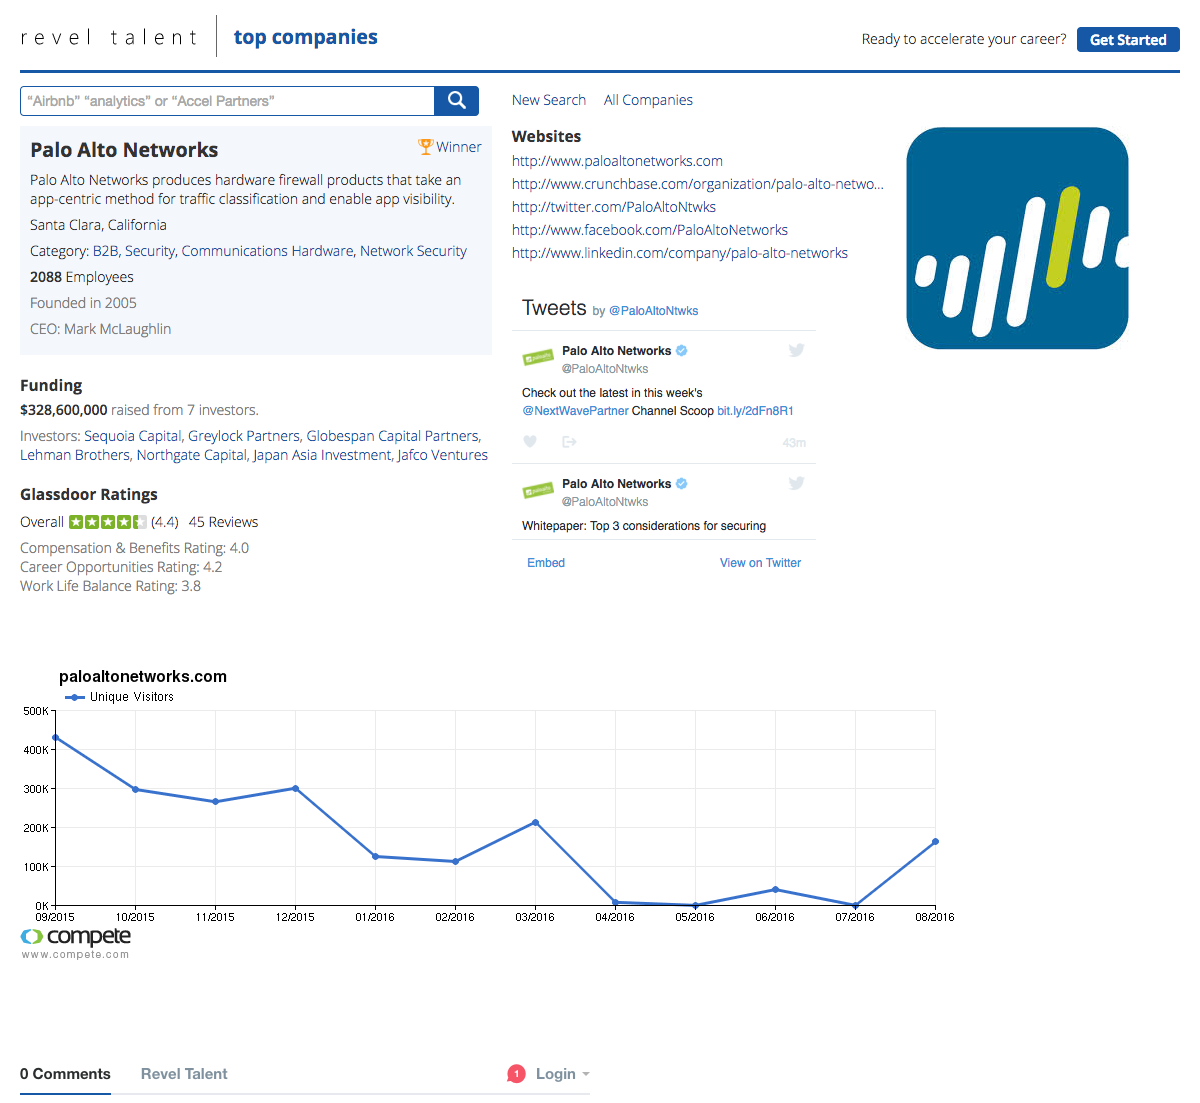 revel talent
top companies
Ready to accelerate your career?
Get Started
“Airbnb” “analytics” or “Accel Partners”
New Search
All Companies
Palo Alto Networks
Winner
Palo Alto Networks produces hardware firewall products that take an
app-centric method for traffic classification and enable app visibility.
Santa Clara, California
Category: B2B, Security, Communications Hardware, Network Security
2088 Employees
Founded in 2005
CEO: Mark McLaughlin
Funding
$328,600,000 raised from 7 investors.
Investors: Sequoia Capital, Greylock Partners, Globespan Capital Partners,
Lehman Brothers, Northgate Capital, Japan Asia Investment, Jafco Ventures
Glassdoor Ratings
Overall (4.4) 45 Reviews
Compensation & Benefits Rating: 4.0
Career Opportunities Rating: 4.2
Work Life Balance Rating: 3.8
Websites
http://www.paloaltonetworks.com
http://www.crunchbase.com/organization/palo-alto-netwo...
http://twitter.com/PaloAltoNtwks
http://www.facebook.com/PaloAltoNetworks
http://www.linkedin.com/company/palo-alto-networks
Tweets by @PaloAltoNtwks
Palo Alto Networks
@PaloAltoNtwks
Check out the latest in this week's
@NextWavePartner Channel Scoop bit.ly/2dFn8R1
43m
Palo Alto Networks
@PaloAltoNtwks
Whitepaper: Top 3 considerations for securing
Embed
View on Twitter
paloaltonetworks.com
Unique Visitors
500K
400K
300K
200K
100K
0K
09/2015 10/2015 11/2015 12/2015 01/2016 02/2016 03/2016 04/2016 05/2016 06/2016 07/2016 08/2016
compete
www.compete.com
0 Comments
Revel Talent
1
Login